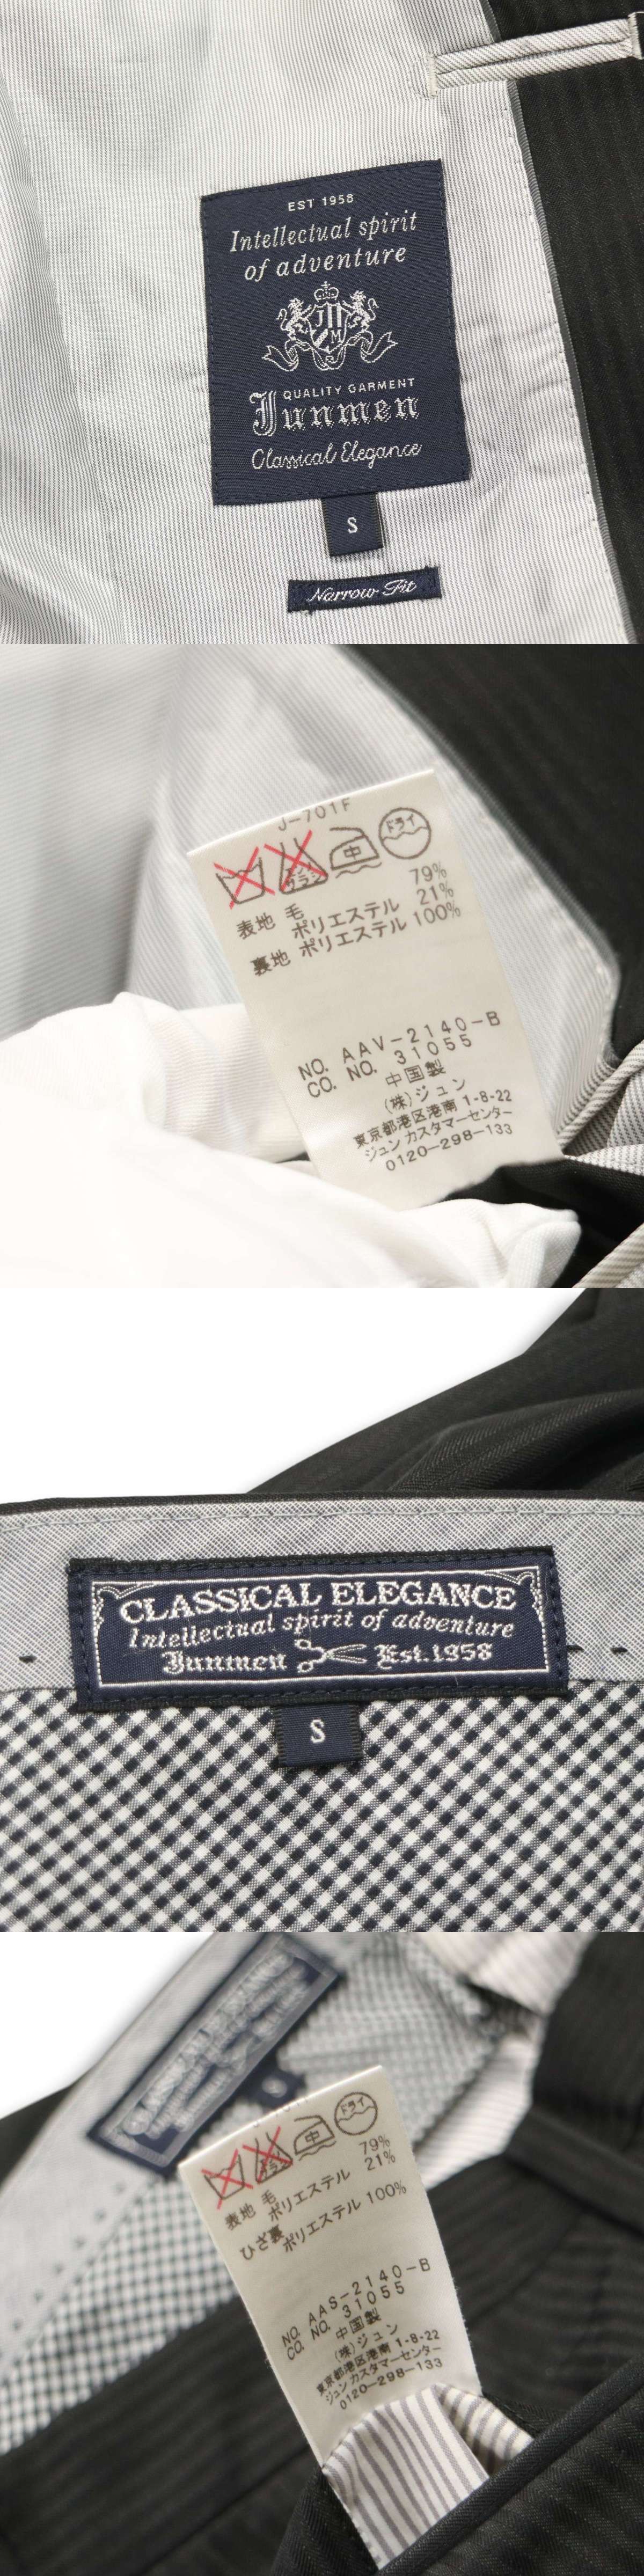 EST 1958
Intellectual spirit
of adventure
J
M
QUALITY GARMENT
Junmen
Classical Elegance
S
Narrow Fit
J-701F
中
ドライ
表地 毛 79%
ポリエステル 21%
裏地 ポリエステル 100%
NO. AAV-2140-B
CO. NO. 31055
中国製
(株)ジュン
東京都港区港南 1-8-22
ジュン カスタマーセンター
0120-298-133
CLASSICAL ELEGANCE
Intellectual spirit of adventure
Junmen Est.1958
S
中
ドライ
表地 毛 79%
ポリエステル 21%
ひざ裏 ポリエステル 100%
NO. AAS-2140-B
CO. NO. 31055
中国製
(株)ジュン
東京都港区港南 1-8-22
ジュン カスタマーセンター
0120-298-133